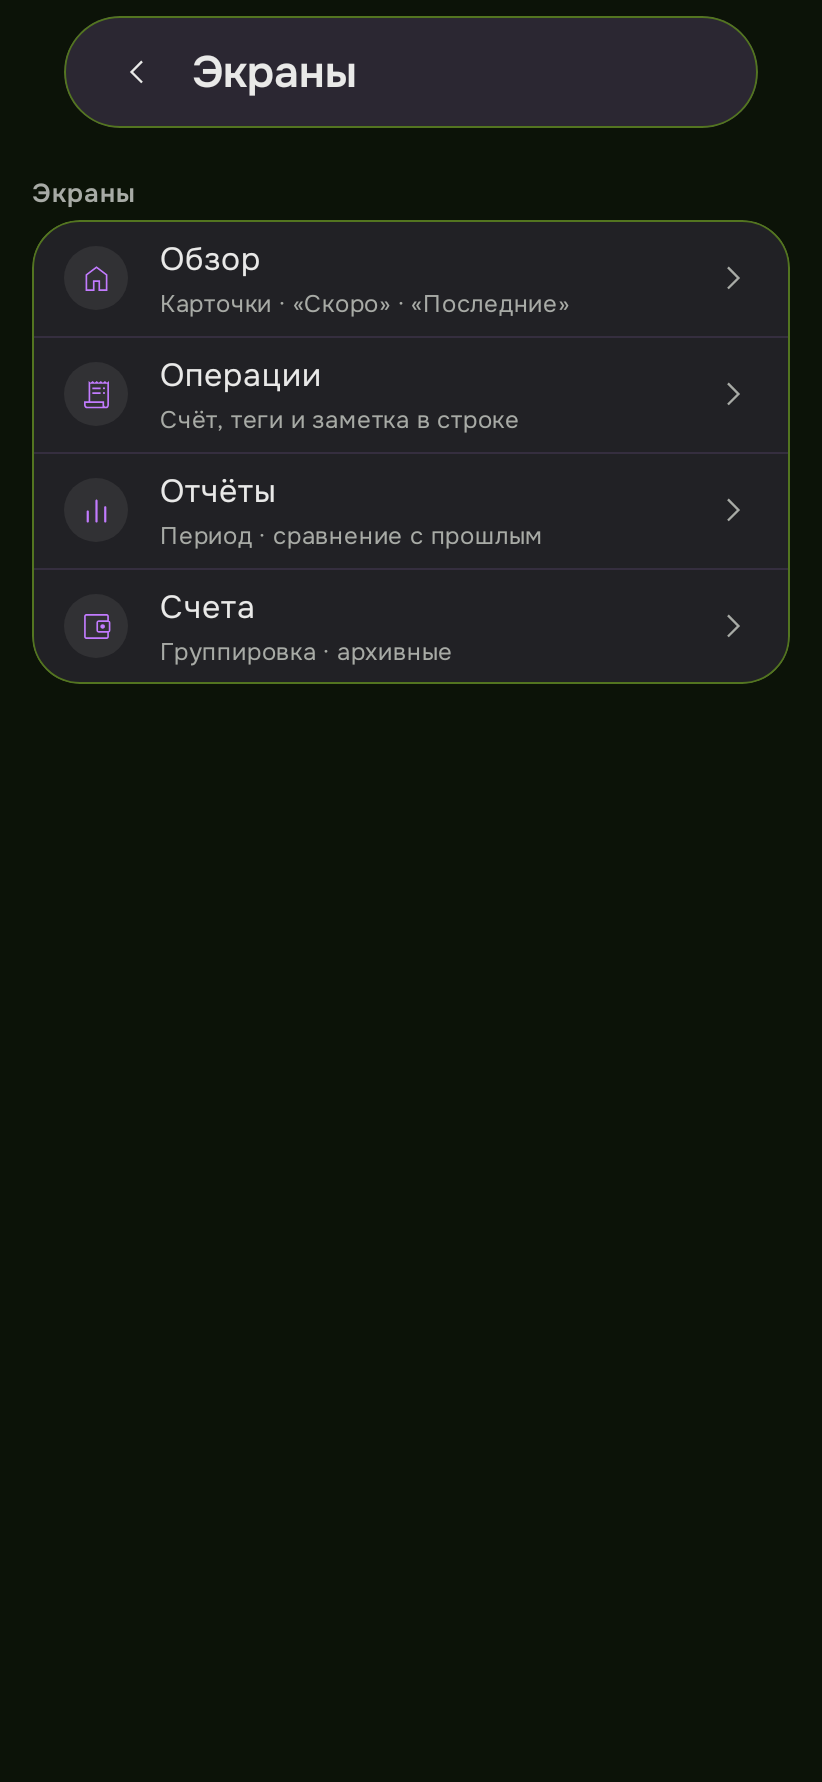 Экраны
Экраны
Обзор
Карточки · «Скоро» · «Последние»
Операции
Счёт, теги и заметка в строке
Отчёты
Период · сравнение с прошлым
Счета
Группировка · архивные